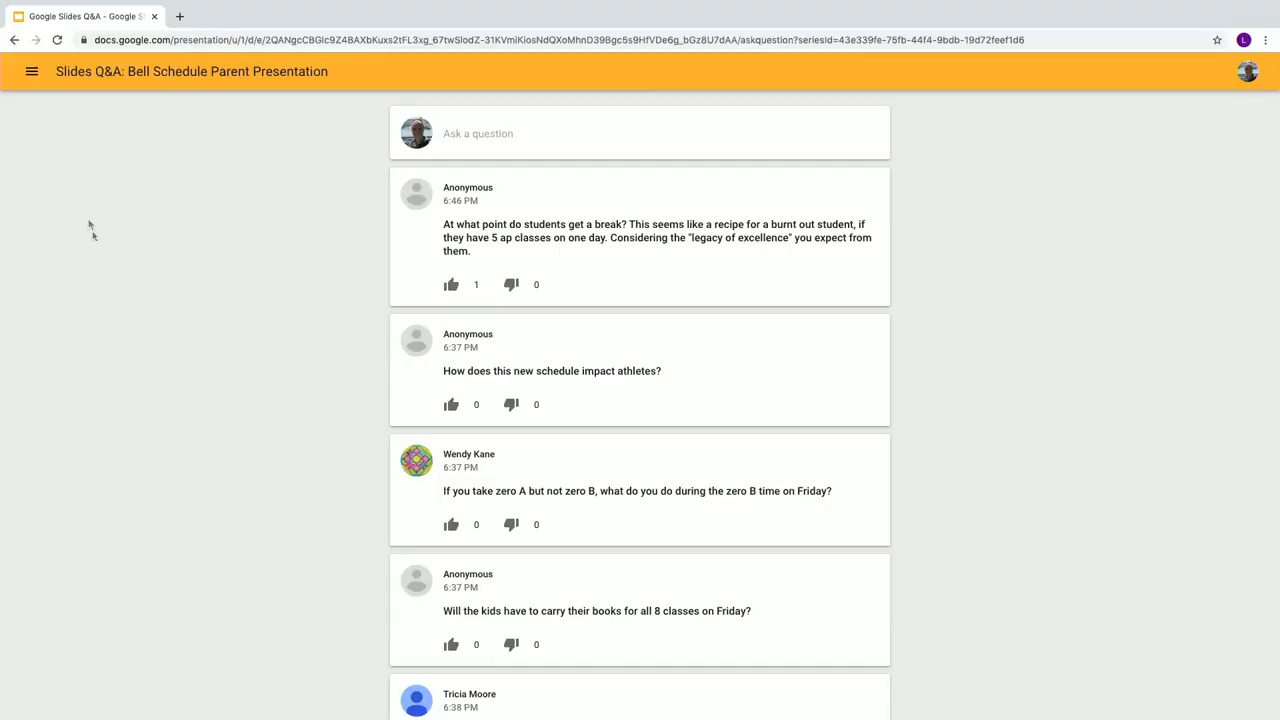 Google Slides Q&A - Google S
docs.google.com/presentation/u/1/d/e/2QANgcCBGlc9Z4BAXbKuxs2tFL3xg_67twSlodZ-31KVmiKiosNdQXoMhnD39Bgc5s9HfVDe6g_bGz8U7dAA/askquestion?seriesId=43e339fe-75fb-44f4-9bdb-19d72feef1d6
L
Slides Q&A: Bell Schedule Parent Presentation
Ask a question
Anonymous
6:46 PM
At what point do students get a break? This seems like a recipe for a burnt out student, if
they have 5 ap classes on one day. Considering the "legacy of excellence" you expect from
them.
1 0
Anonymous
6:37 PM
How does this new schedule impact athletes?
0 0
Wendy Kane
6:37 PM
If you take zero A but not zero B, what do you do during the zero B time on Friday?
0 0
Anonymous
6:37 PM
Will the kids have to carry their books for all 8 classes on Friday?
0 0
Tricia Moore
6:38 PM